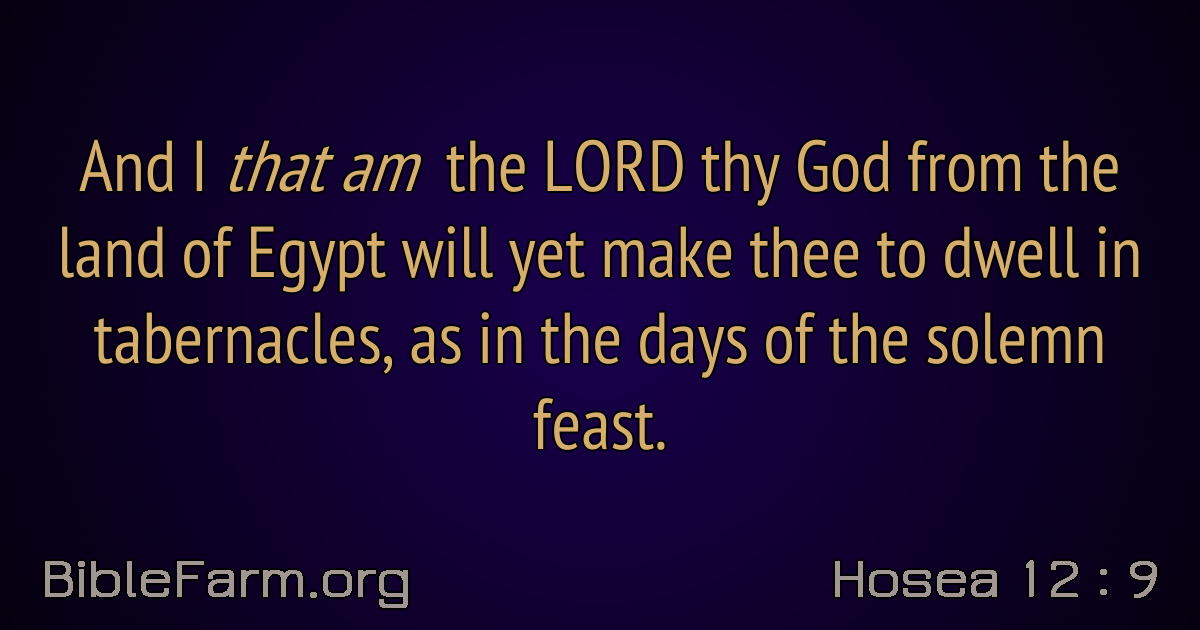 And I that am the LORD thy God from the
land of Egypt will yet make thee to dwell in
tabernacles, as in the days of the solemn
feast.
BibleFarm.org
Hosea 12 : 9